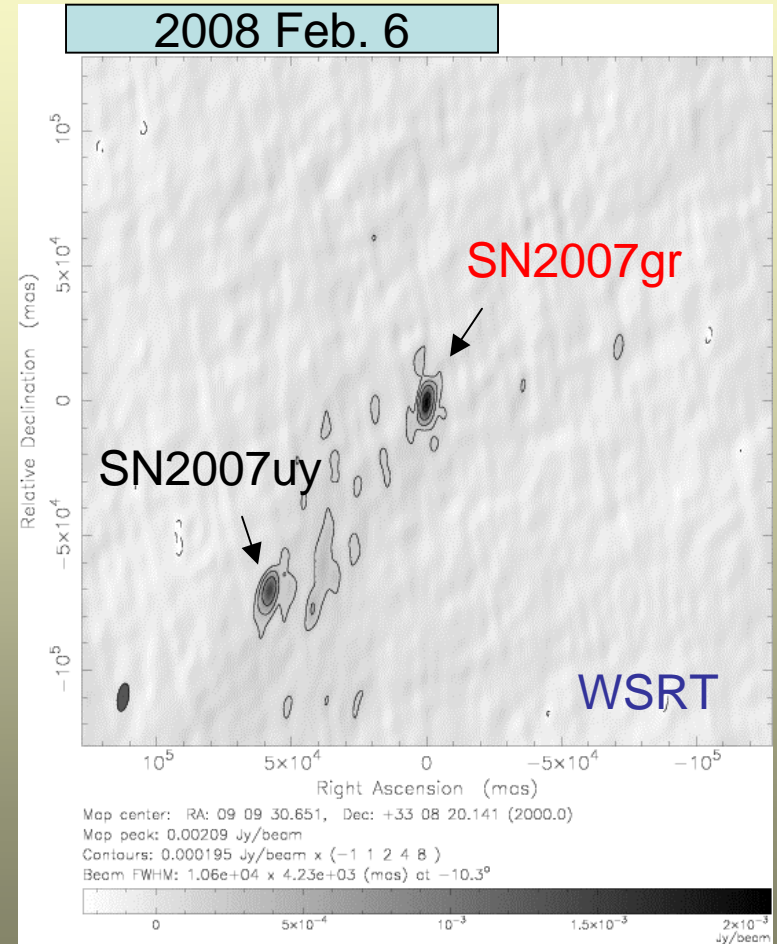 2008 Feb. 6
10⁵
5×10⁴
0
−5×10⁴
−10⁵
Relative Declination (mas)
SN2007gr
SN2007uy
WSRT
10⁵ 5×10⁴ 0 −5×10⁴ −10⁵
Right Ascension (mas)
Map center: RA: 09 09 30.651, Dec: +33 08 20.141 (2000.0)
Map peak: 0.00209 Jy/beam
Contours: 0.000195 Jy/beam x (−1 1 2 4 8 )
Beam FWHM: 1.06e+04 x 4.23e+03 (mas) at −10.3°
0 5×10⁻⁴ 10⁻³ 1.5×10⁻³ 2×10⁻³
Jy/beam